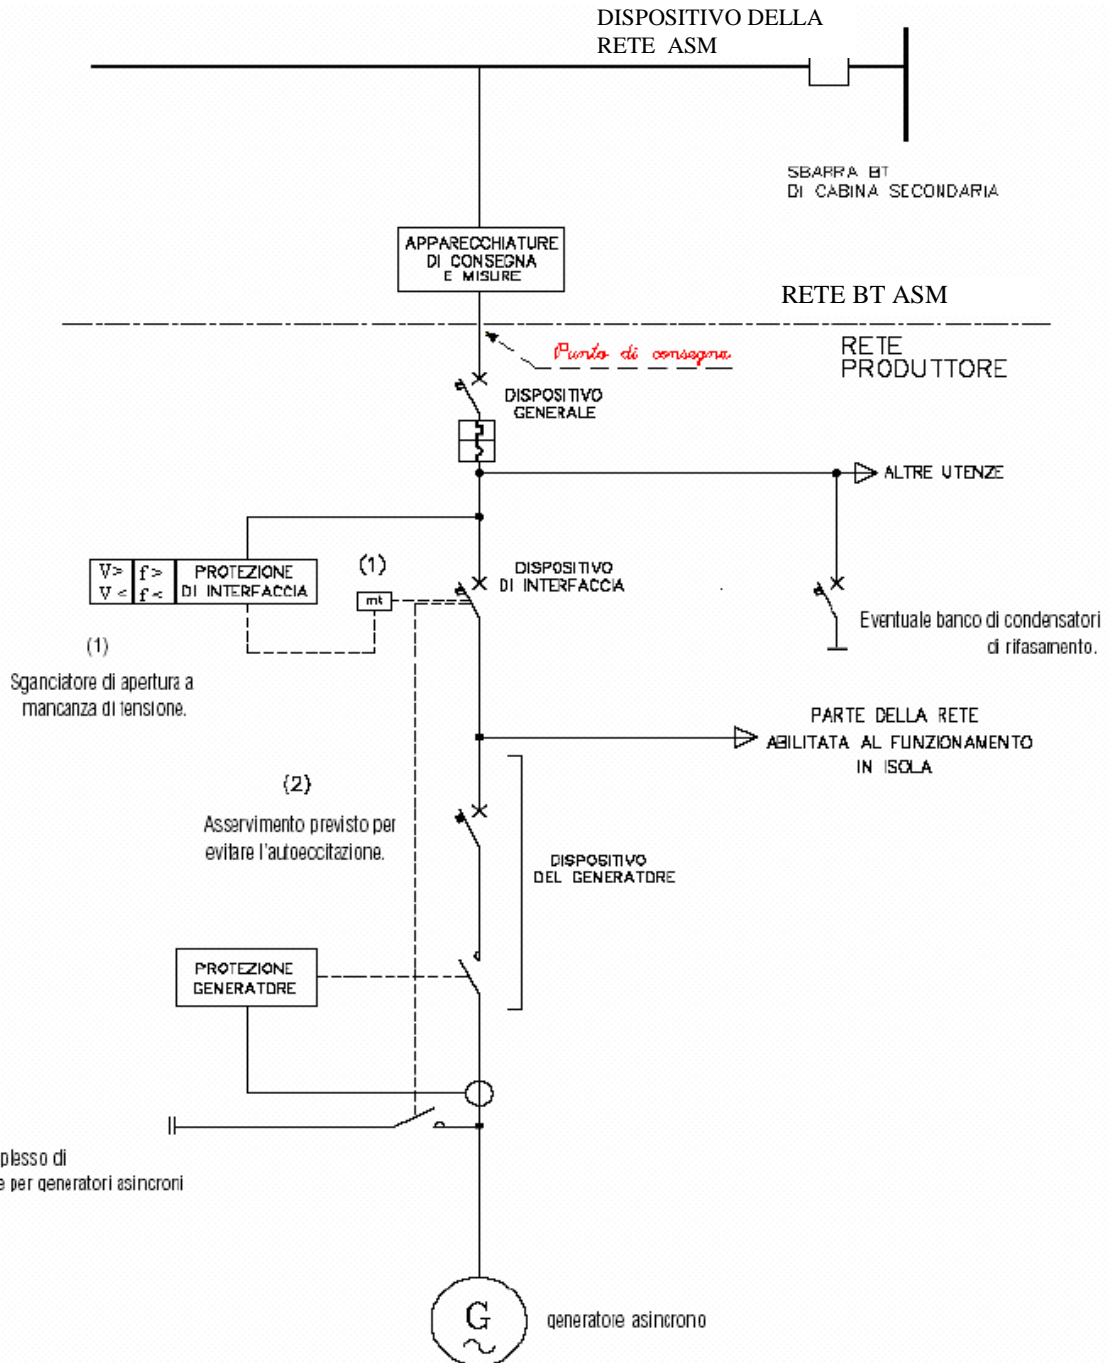 DISPOSITIVO DELLA
RETE ASM
SBARRA BT
DI CABINA SECONDARIA
APPARECCHIATURE
DI CONSEGNA
E MISURE
RETE BT ASM
Punto di consegna
RETE
PRODUTTORE
DISPOSITIVO
GENERALE
ALTRE UTENZE
V> f> PROTEZIONE
V< f< DI INTERFACCIA
(1)
mt
DISPOSITIVO
DI INTERFACCIA
Eventuale banco di condensatori
di rifasamento.
(1)
Sganciatore di apertura a
mancanza di tensione.
PARTE DELLA RETE
ABILITATA AL FUNZIONAMENTO
IN ISOLA
(2)
Asservimento previsto per
evitare l'autoeccitazione.
DISPOSITIVO
DEL GENERATORE
PROTEZIONE
GENERATORE
plesso di
e per generatori asincroni
G
generatore asincrono